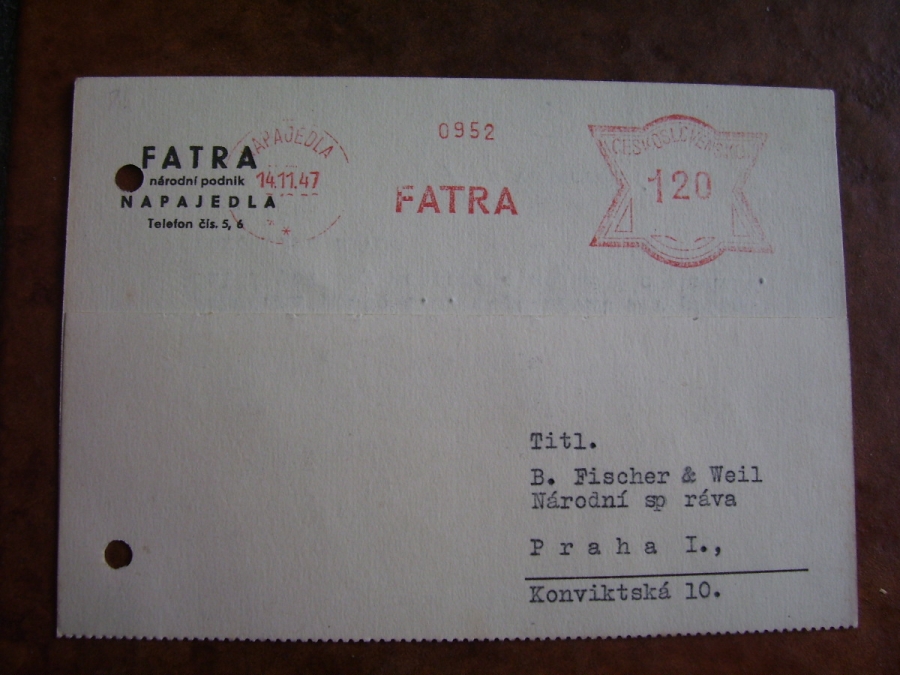 FATRA
národní podnik
NAPAJEDLA
Telefon čís. 5, 6
NAPAJEDLA
14.11.47
*
0952
FATRA
ČESKOSLOVENSKO
120
Titl.
B. Fischer & Weil
Národní sp ráva
P r a h a I.,
Konviktská 10.